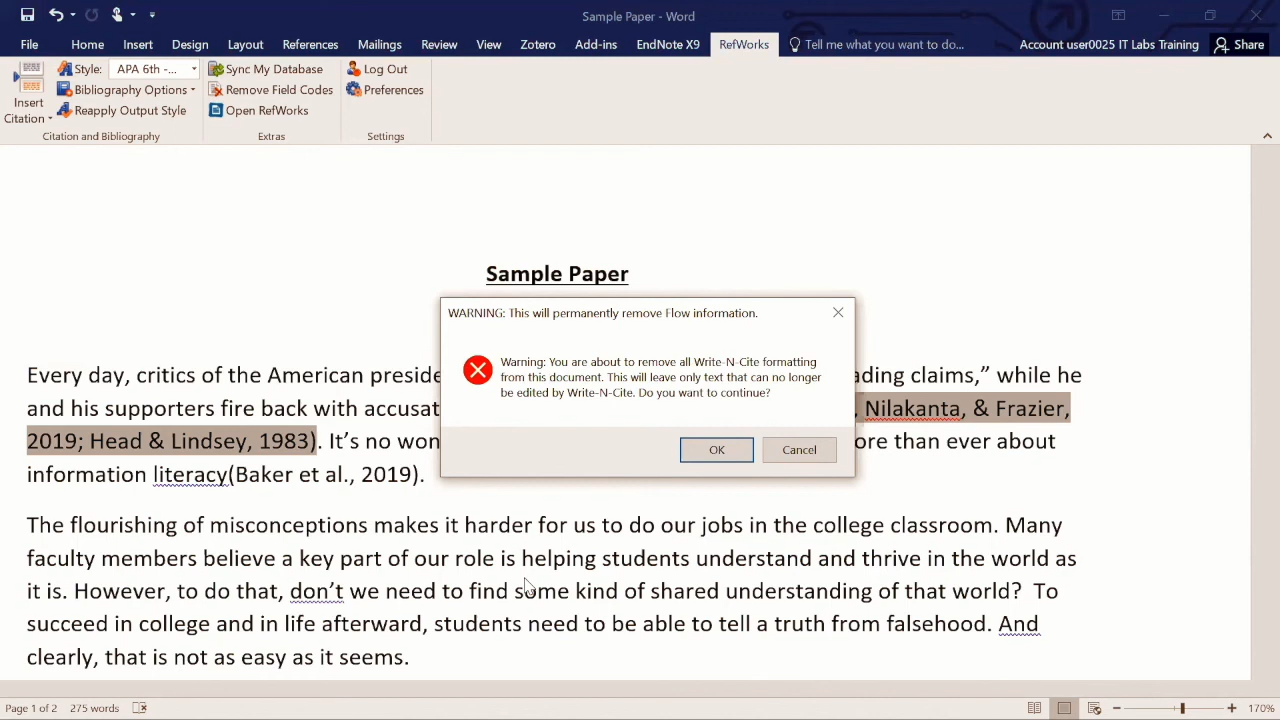 Sample Paper - Word
File Home Insert Design Layout References Mailings Review View Zotero Add-ins EndNote X9 RefWorks Tell me what you want to do... Account user0025 IT Labs Training Share
Insert Citation
Style: APA 6th -...
Bibliography Options
Reapply Output Style
Citation and Bibliography
Sync My Database
Remove Field Codes
Open RefWorks
Extras
Log Out
Preferences
Settings
Sample Paper
WARNING: This will permanently remove Flow information.
Warning: You are about to remove all Write-N-Cite formatting
from this document. This will leave only text that can no longer
be edited by Write-N-Cite. Do you want to continue?
OK Cancel
Every day, critics of the American preside ading claims,” while he
and his supporters fire back with accusat , Nilakanta, & Frazier,
2019; Head & Lindsey, 1983). It’s no won ore than ever about
information literacy(Baker et al., 2019).
The flourishing of misconceptions makes it harder for us to do our jobs in the college classroom. Many
faculty members believe a key part of our role is helping students understand and thrive in the world as
it is. However, to do that, don’t we need to find some kind of shared understanding of that world? To
succeed in college and in life afterward, students need to be able to tell a truth from falsehood. And
clearly, that is not as easy as it seems.
Page 1 of 2 275 words 170%